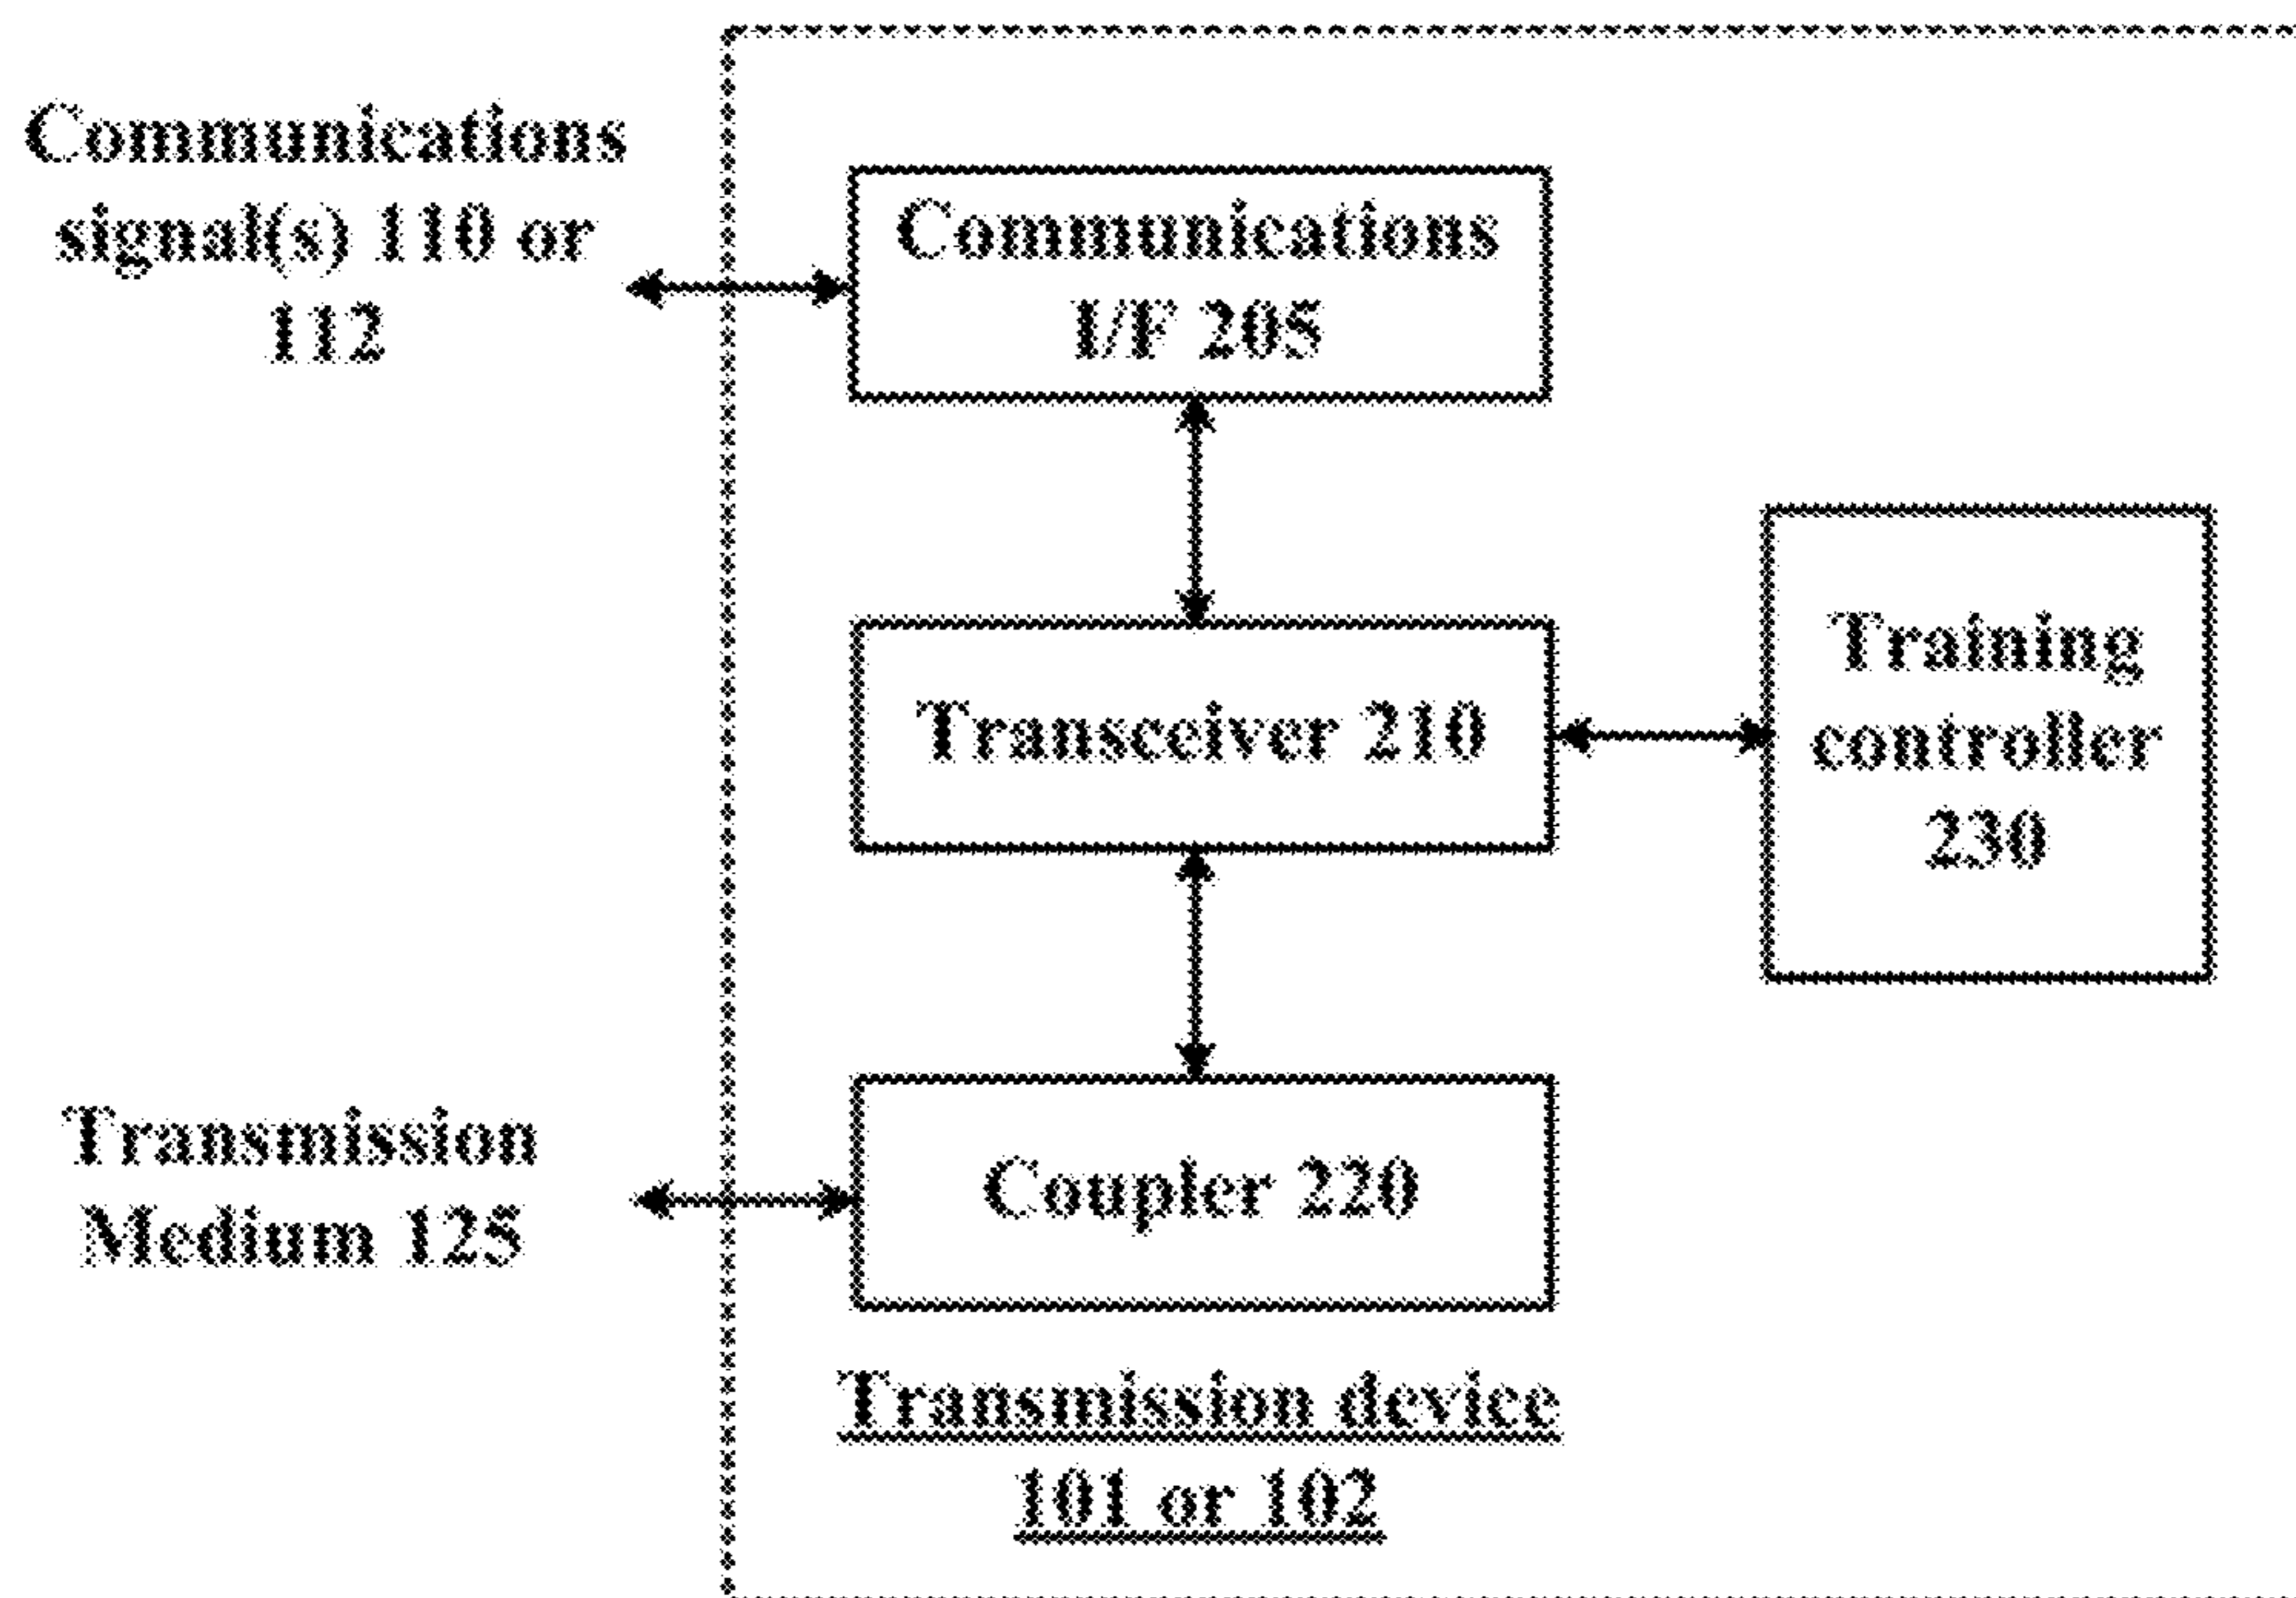 Communications
signal(s) 110 or
112
Communications
I/F 205
Transceiver 210
Training
controller
230
Transmission
Medium 125
Coupler 220
Transmission device
101 or 102